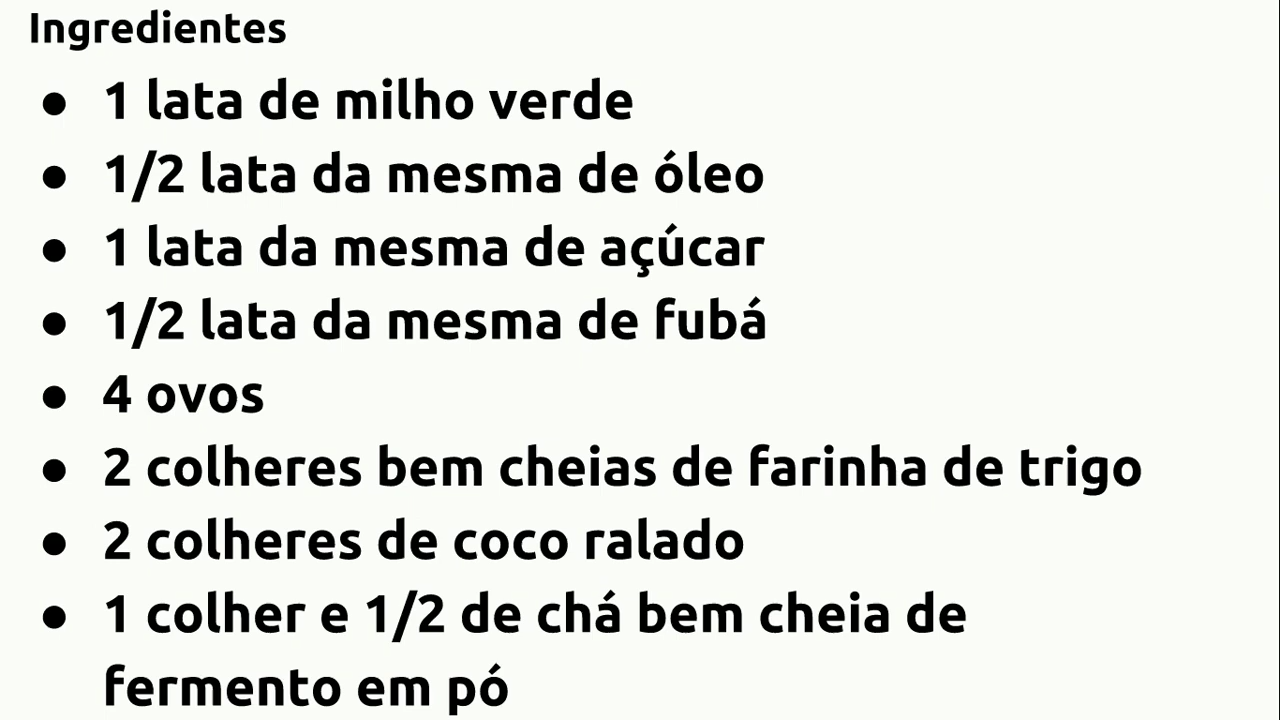 Ingredientes
● 1 lata de milho verde
● 1/2 lata da mesma de óleo
● 1 lata da mesma de açúcar
● 1/2 lata da mesma de fubá
● 4 ovos
● 2 colheres bem cheias de farinha de trigo
● 2 colheres de coco ralado
● 1 colher e 1/2 de chá bem cheia de
fermento em pó